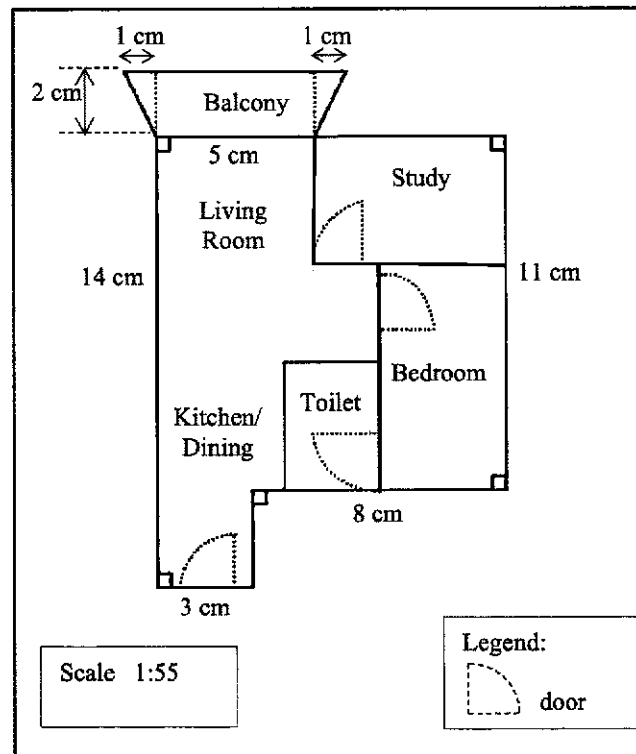 1 cm
1 cm
2 cm
Balcony
5 cm
Study
Living
Room
14 cm
11 cm
Bedroom
Toilet
Kitchen/
Dining
8 cm
3 cm
Scale 1:55
Legend:
door